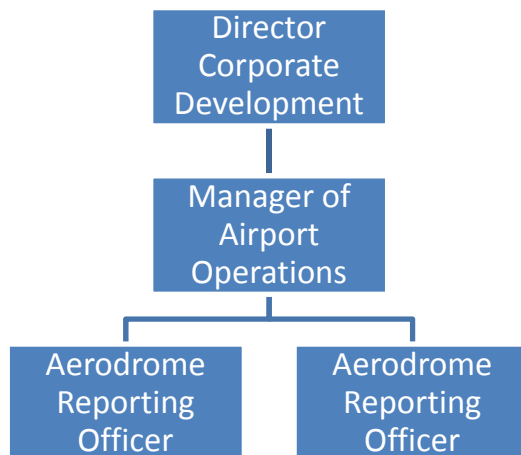 Director
Corporate
Development
Manager of
Airport
Operations
Aerodrome
Reporting
Officer
Aerodrome
Reporting
Officer